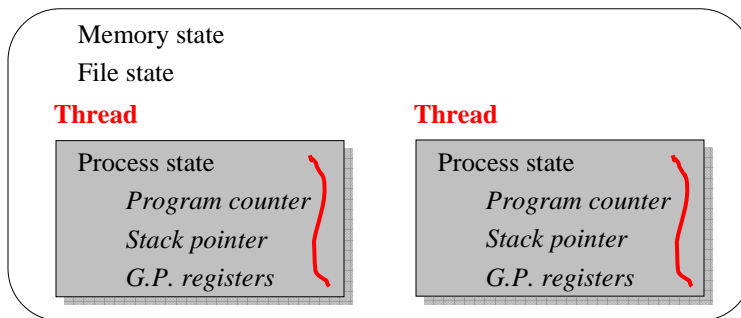 Memory state
File state
Thread
Process state
Program counter
Stack pointer
G.P. registers
Thread
Process state
Program counter
Stack pointer
G.P. registers